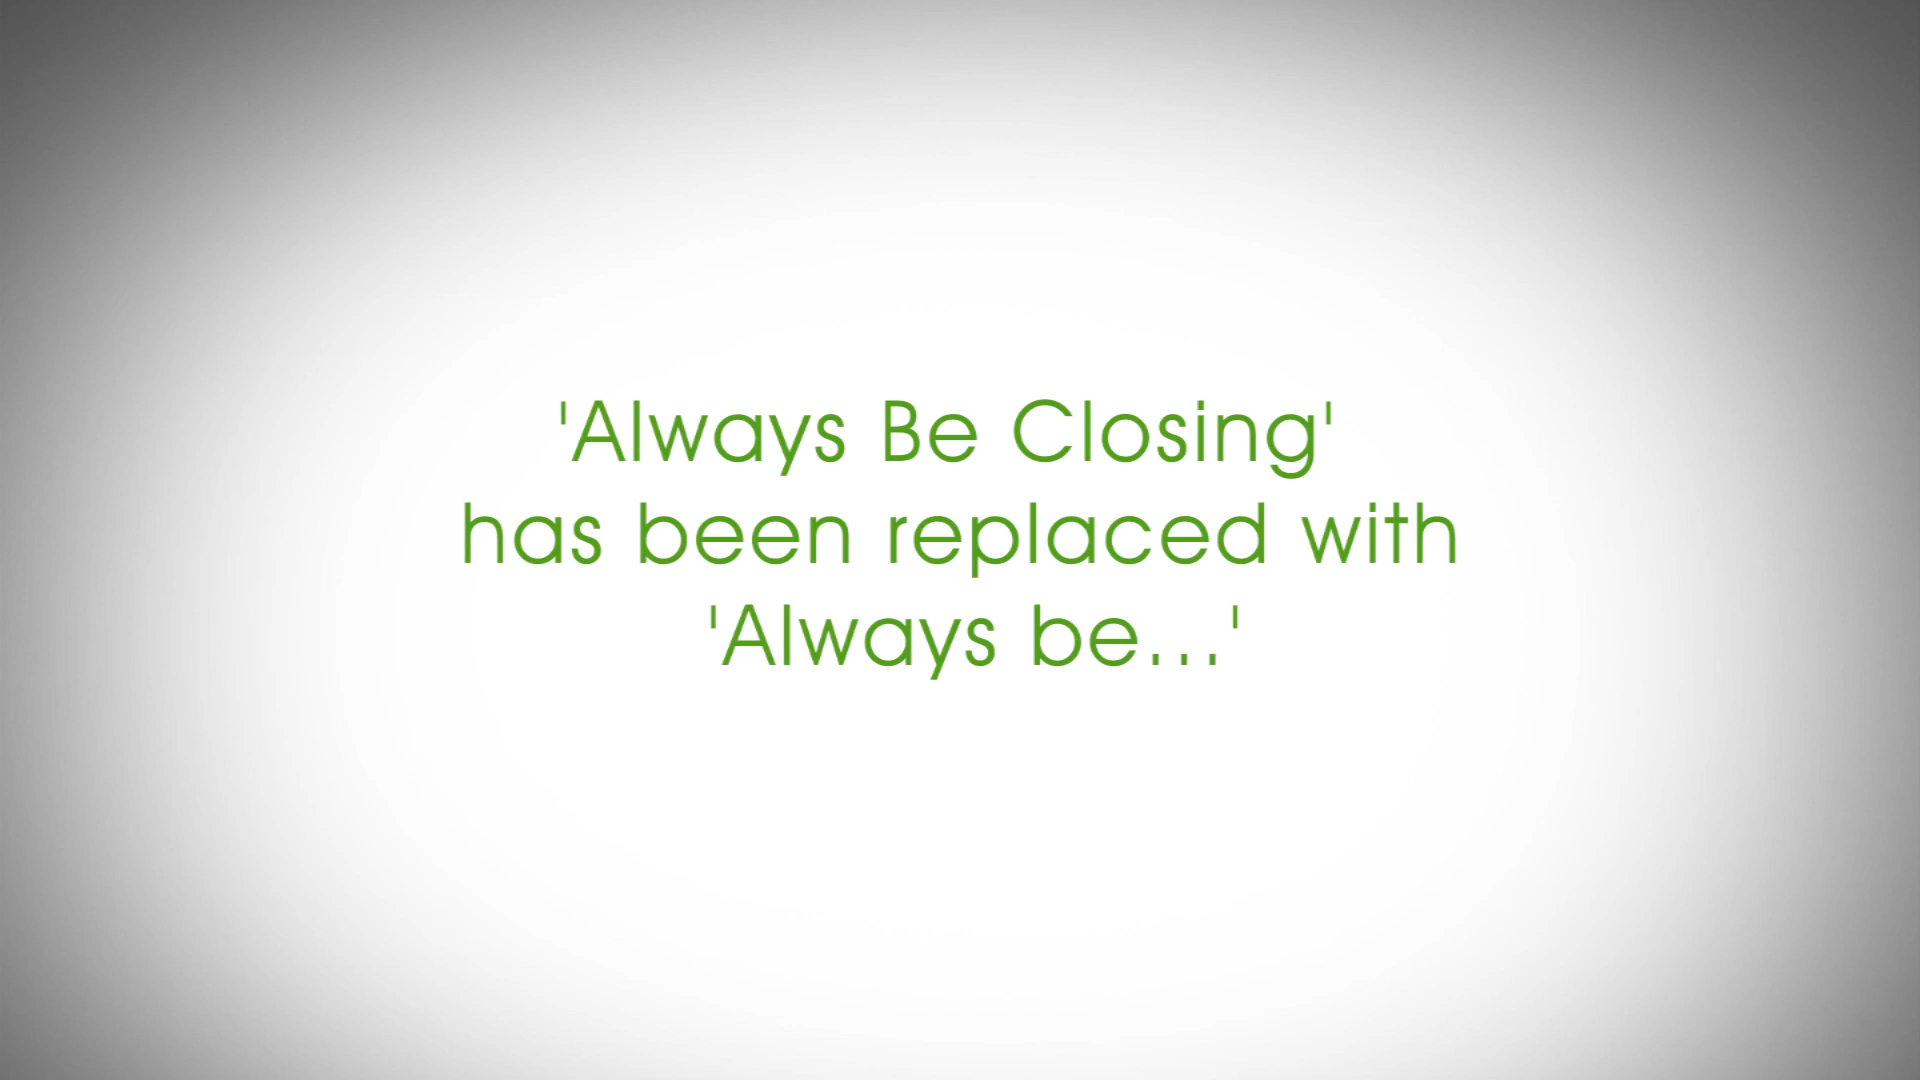 'Always Be Closing'
has been replaced with
'Always be...'